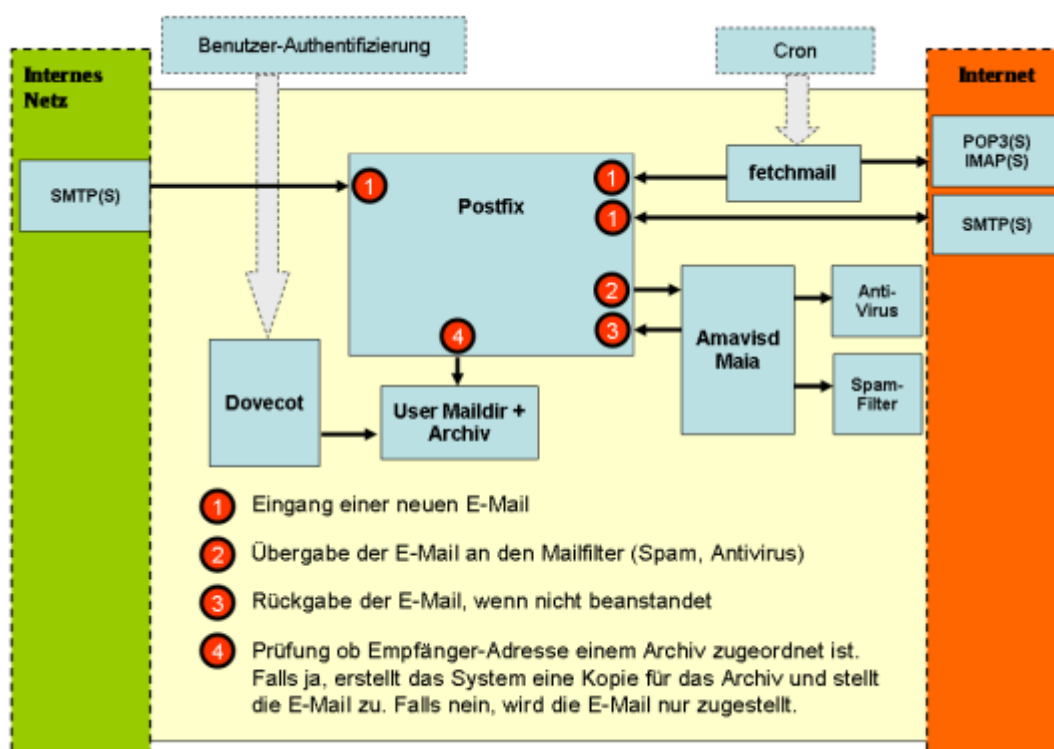 Benutzer-Authentifizierung
Cron
Internes
Netz
Internet
SMTP(S)
POP3(S)
IMAP(S)
SMTP(S)
fetchmail
Postfix
1
1
1
2
3
4
Amavisd
Maia
Anti-
Virus
Spam-
Filter
Dovecot
User Maildir +
Archiv
1 Eingang einer neuen E-Mail
2 Übergabe der E-Mail an den Mailfilter (Spam, Antivirus)
3 Rückgabe der E-Mail, wenn nicht beanstandet
4 Prüfung ob Empfänger-Adresse einem Archiv zugeordnet ist.
Falls ja, erstellt das System eine Kopie für das Archiv und stellt
die E-Mail zu. Falls nein, wird die E-Mail nur zugestellt.